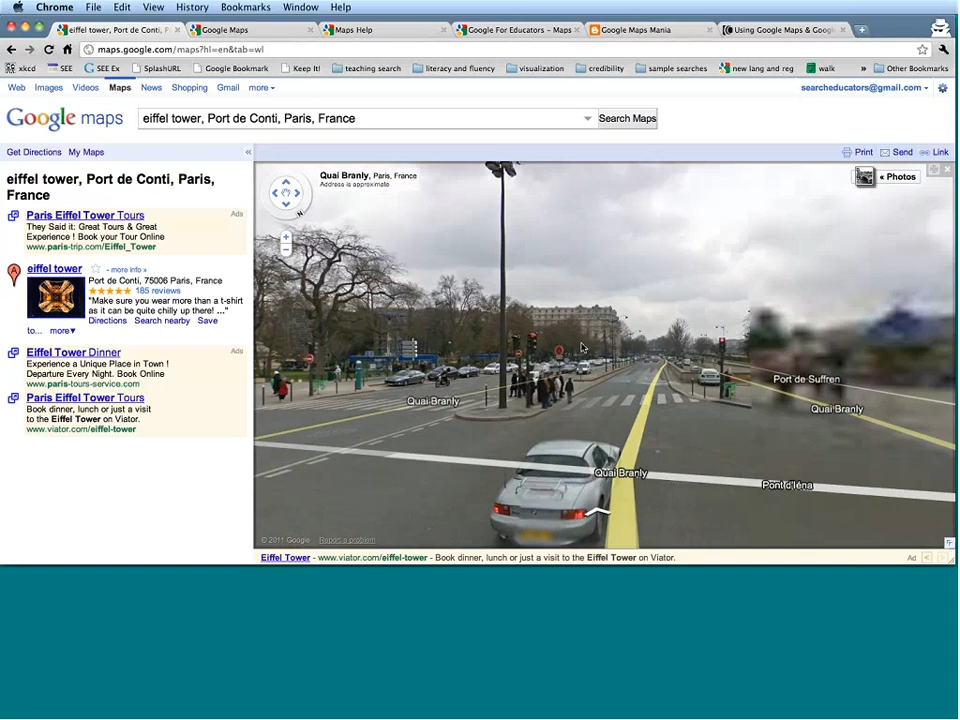 Chrome File Edit View History Bookmarks Window Help
eiffel tower, Port de Conti, P
Google Maps
Maps Help
Google For Educators – Maps
Google Maps Mania
Using Google Maps & Googl
maps.google.com/maps?hl=en&tab=wl
xkcd SEE SEE Ex SplashURL Google Bookmark Keep It! teaching search literacy and fluency visualization credibility sample searches new lang and reg walk » Other Bookmarks
Web Images Videos Maps News Shopping Gmail more searcheducators@gmail.com
Google maps eiffel tower, Port de Conti, Paris, France Search Maps
Get Directions My Maps « Print Send Link
eiffel tower, Port de Conti, Paris,
France
Paris Eiffel Tower Tours Ads
They Said it: Great Tours & Great
Experience ! Book your Tour Online
www.paris-trip.com/Eiffel_Tower
A
eiffel tower - more info »
Port de Conti, 75006 Paris, France
185 reviews
"Make sure you wear more than a t-shirt
as it can be quite chilly up there! ..."
Directions Search nearby Save
to... more▼
Eiffel Tower Dinner Ads
Experience a Unique Place in Town !
Departure Every Night. Book Online
www.paris-tours-service.com
Paris Eiffel Tower Tours
Book dinner, lunch or just a visit
to the Eiffel Tower on Viator.
www.viator.com/eiffel-tower
Quai Branly, Paris, France
Address is approximate
« Photos
N
Port de Suffren
Quai Branly
Quai Branly
Quai Branly
Pont d'Iéna
© 2011 Google Report a problem
Eiffel Tower - www.viator.com/eiffel-tower - Book dinner, lunch or just a visit to the Eiffel Tower on Viator. Ad